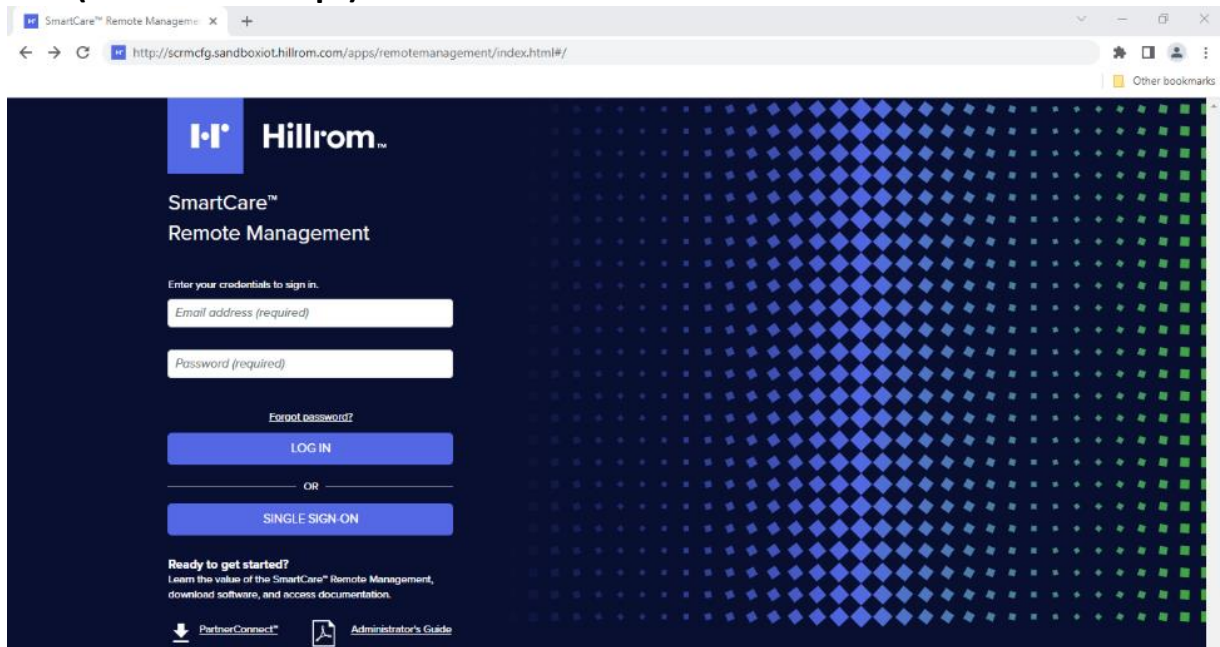 SmartCare™ Remote Manageme
http://scrmcfg.sandboxiot.hillrom.com/apps/remotemanagement/index.html#/
Other bookmarks
Hillrom™
SmartCare™
Remote Management
Enter your credentials to sign in.
Email address (required)
Password (required)
Forgot password?
LOG IN
OR
SINGLE SIGN-ON
Ready to get started?
Learn the value of the SmartCare™ Remote Management,
download software, and access documentation.
PartnerConnect™
Administrator's Guide